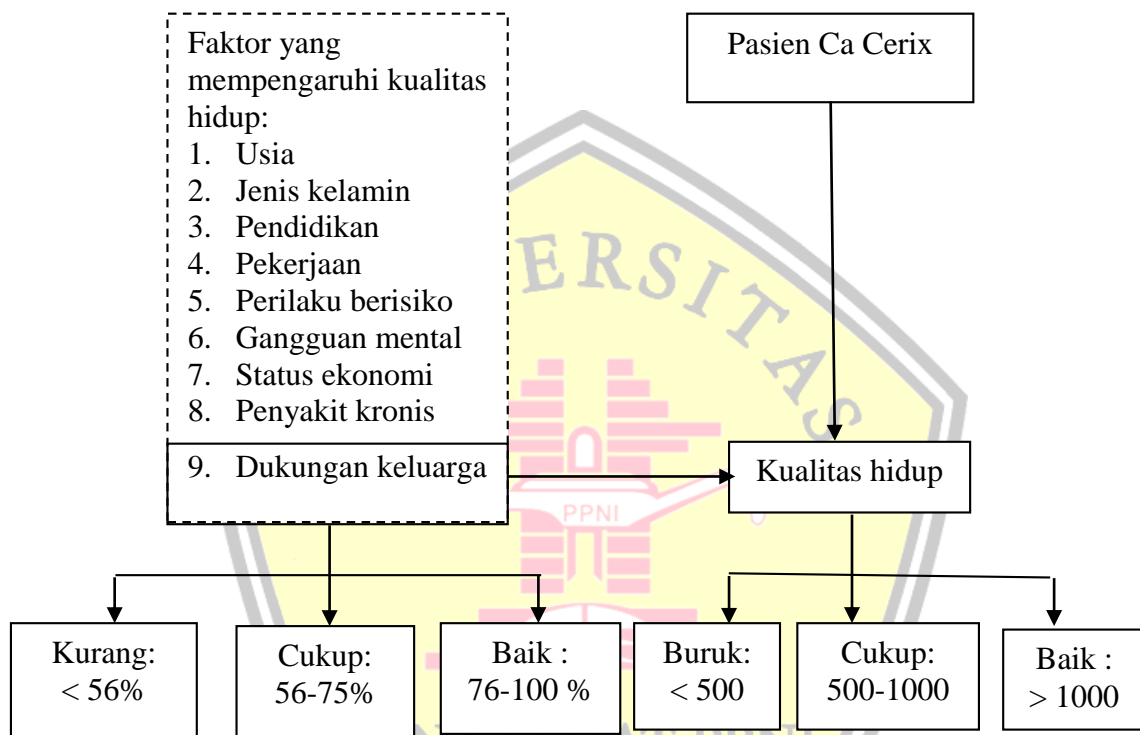 Faktor yang
mempengaruhi kualitas
hidup:
1. Usia
2. Jenis kelamin
3. Pendidikan
4. Pekerjaan
5. Perilaku berisiko
6. Gangguan mental
7. Status ekonomi
8. Penyakit kronis
9. Dukungan keluarga
Pasien Ca Cerix
ERSITAS
Kualitas hidup
PPNI
Kurang:
< 56%
Cukup:
56-75%
Baik :
76-100 %
Buruk:
< 500
Cukup:
500-1000
Baik :
> 1000